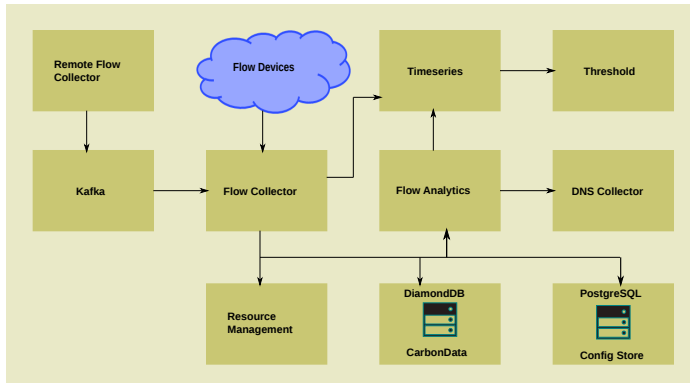 Remote Flow
Collector
Flow Devices
Timeseries
Threshold
Kafka
Flow Collector
Flow Analytics
DNS Collector
Resource
Management
DiamondDB
CarbonData
PostgreSQL
Config Store